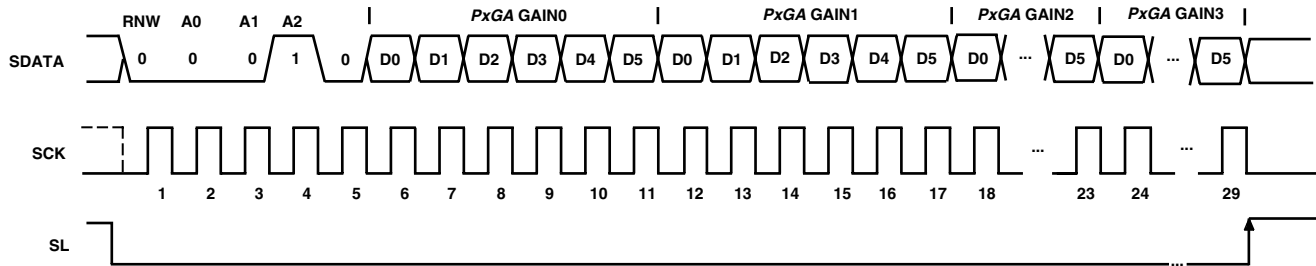 RNW A0 A1 A2 PxGA GAIN0 PxGA GAIN1 PxGA GAIN2 PxGA GAIN3
SDATA 0 0 0 1 0 D0 D1 D2 D3 D4 D5 D0 D1 D2 D3 D4 D5 D0 ... D5 D0 ... D5
SCK ... ...
1 2 3 4 5 6 7 8 9 10 11 12 13 14 15 16 17 18 23 24 29
SL ...